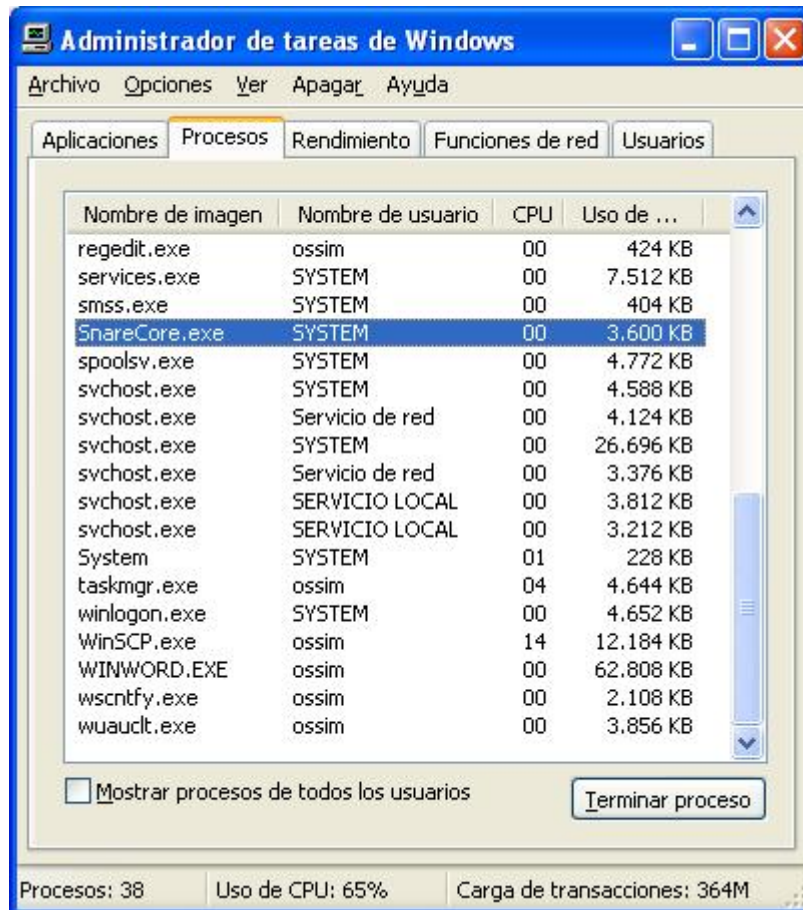 Administrador de tareas de Windows
Archivo Opciones Ver Apagar Ayuda
Aplicaciones Procesos Rendimiento Funciones de red Usuarios
Nombre de imagen Nombre de usuario CPU Uso de ...
regedit.exe ossim 00 424 KB
services.exe SYSTEM 00 7.512 KB
smss.exe SYSTEM 00 404 KB
SnareCore.exe SYSTEM 00 3.600 KB
spoolsv.exe SYSTEM 00 4.772 KB
svchost.exe SYSTEM 00 4.588 KB
svchost.exe Servicio de red 00 4.124 KB
svchost.exe SYSTEM 00 26.696 KB
svchost.exe Servicio de red 00 3.376 KB
svchost.exe SERVICIO LOCAL 00 3.812 KB
svchost.exe SERVICIO LOCAL 00 3.212 KB
System SYSTEM 01 228 KB
taskmgr.exe ossim 04 4.644 KB
winlogon.exe SYSTEM 00 4.652 KB
WinSCP.exe ossim 14 12.184 KB
WINWORD.EXE ossim 00 62.808 KB
wscntfy.exe ossim 00 2.108 KB
wuauclt.exe ossim 00 3.856 KB
Mostrar procesos de todos los usuarios Terminar proceso
Procesos: 38 Uso de CPU: 65% Carga de transacciones: 364M